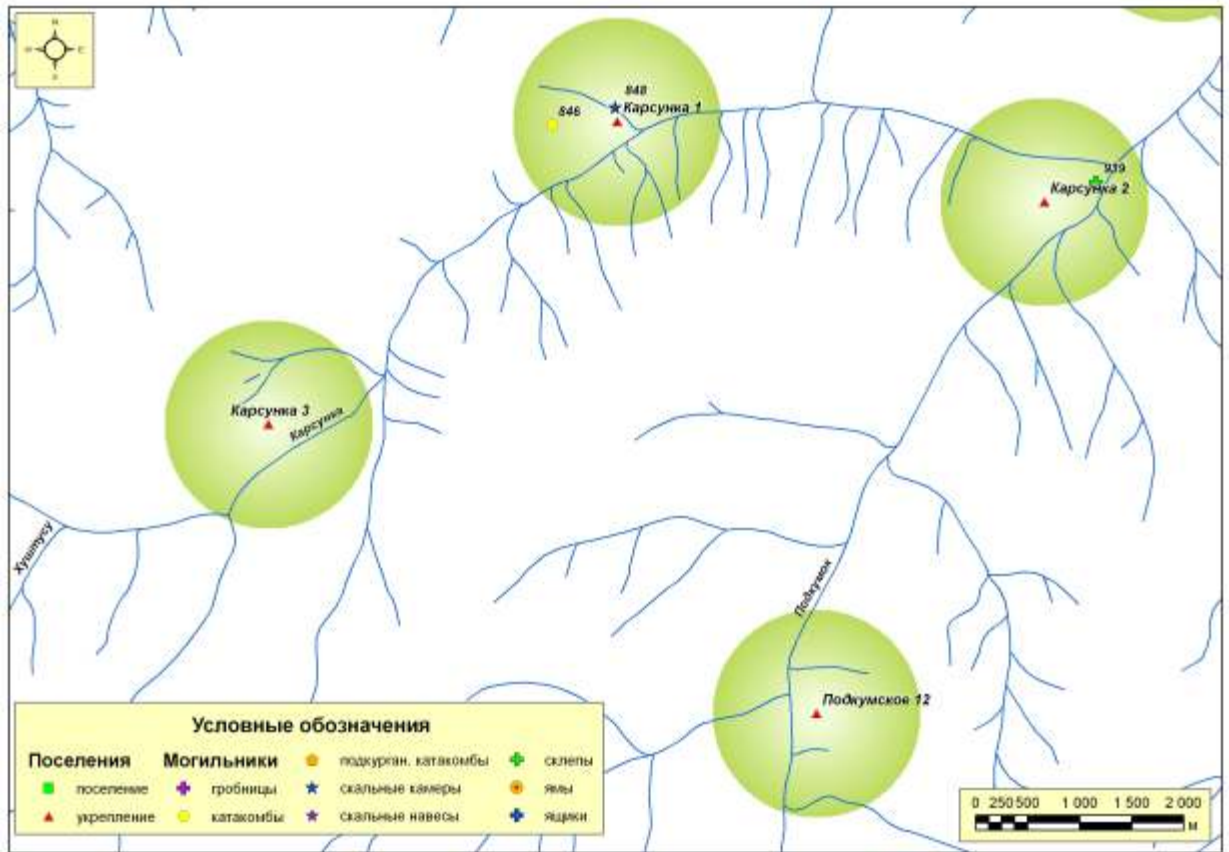 N
W E
S
848
846
Карсунка 1
939
Карсунка 2
Карсунка 3
Карсунка
Хуштусу
Подкумок
Подкумское 12
Условные обозначения
Поселения
поселение
укрепление
Могильники
гробницы
катакомбы
подкурган. катакомбы
скальные камеры
скальные навесы
склепы
ямы
ящики
0 250 500 1 000 1 500 2 000
м